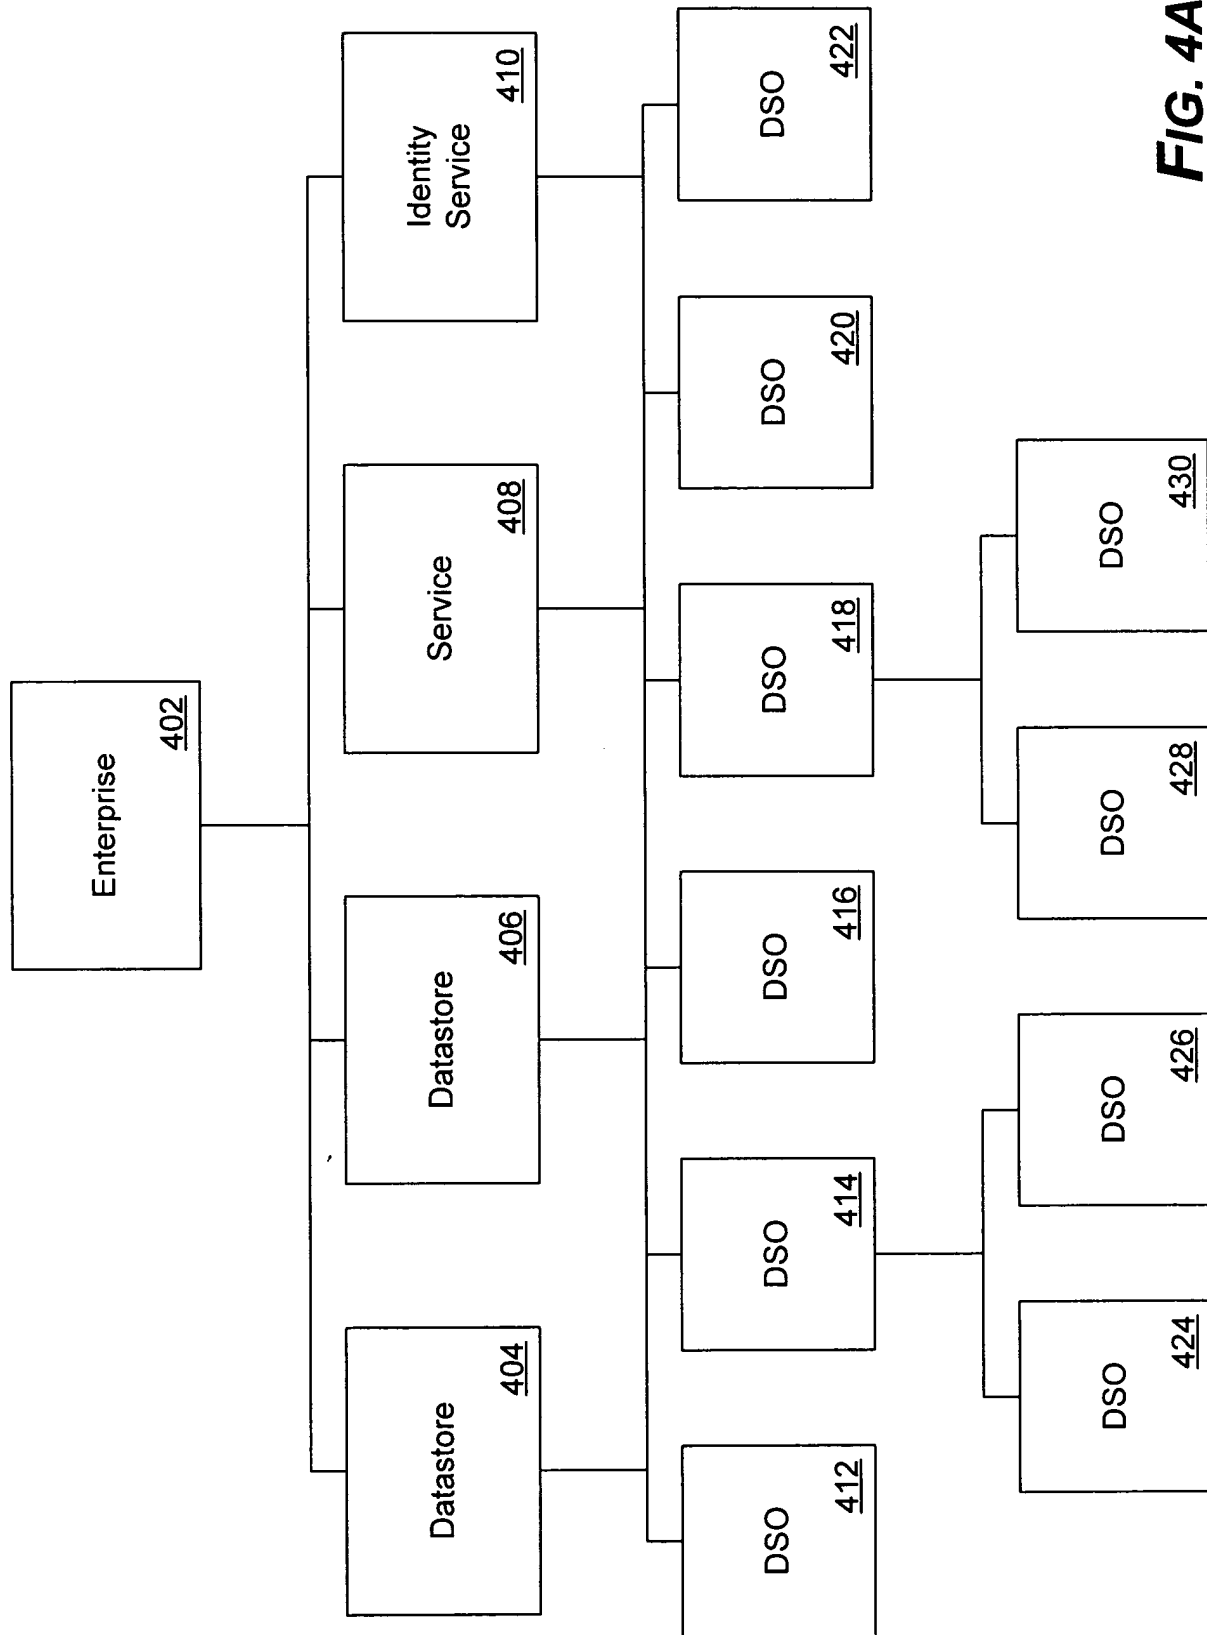 Enterprise
402
Datastore
404
Datastore
406
Service
408
Identity
Service
410
DSO
412
DSO
414
DSO
416
DSO
418
DSO
420
DSO
422
DSO
424
DSO
426
DSO
428
DSO
430
FIG. 4A